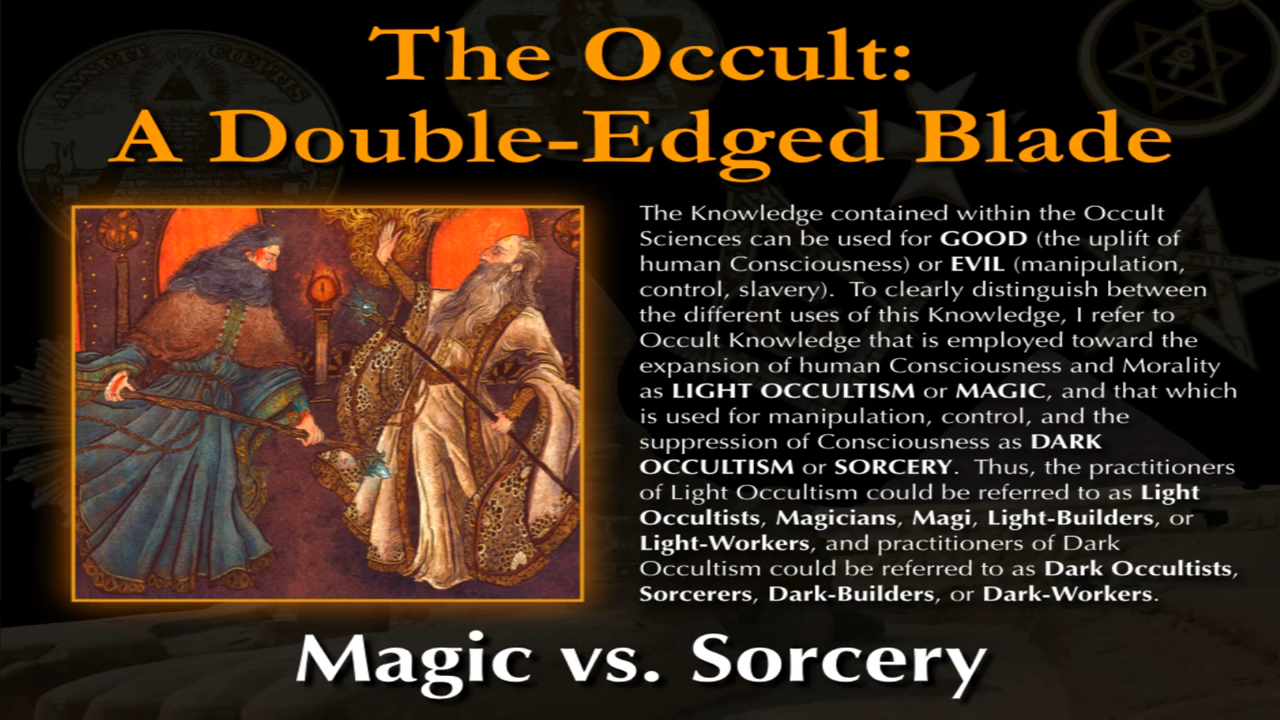 ANNUIT CŒPTIS
The Occult:
A Double-Edged Blade
The Knowledge contained within the Occult
Sciences can be used for GOOD (the uplift of
human Consciousness) or EVIL (manipulation,
control, slavery).  To clearly distinguish between
the different uses of this Knowledge, I refer to
Occult Knowledge that is employed toward the
expansion of human Consciousness and Morality
as LIGHT OCCULTISM or MAGIC, and that which
is used for manipulation, control, and the
suppression of Consciousness as DARK
OCCULTISM or SORCERY.  Thus, the practitioners
of Light Occultism could be referred to as Light
Occultists, Magicians, Magi, Light-Builders, or
Light-Workers, and practitioners of Dark
Occultism could be referred to as Dark Occultists,
Sorcerers, Dark-Builders, or Dark-Workers.
Magic vs. Sorcery